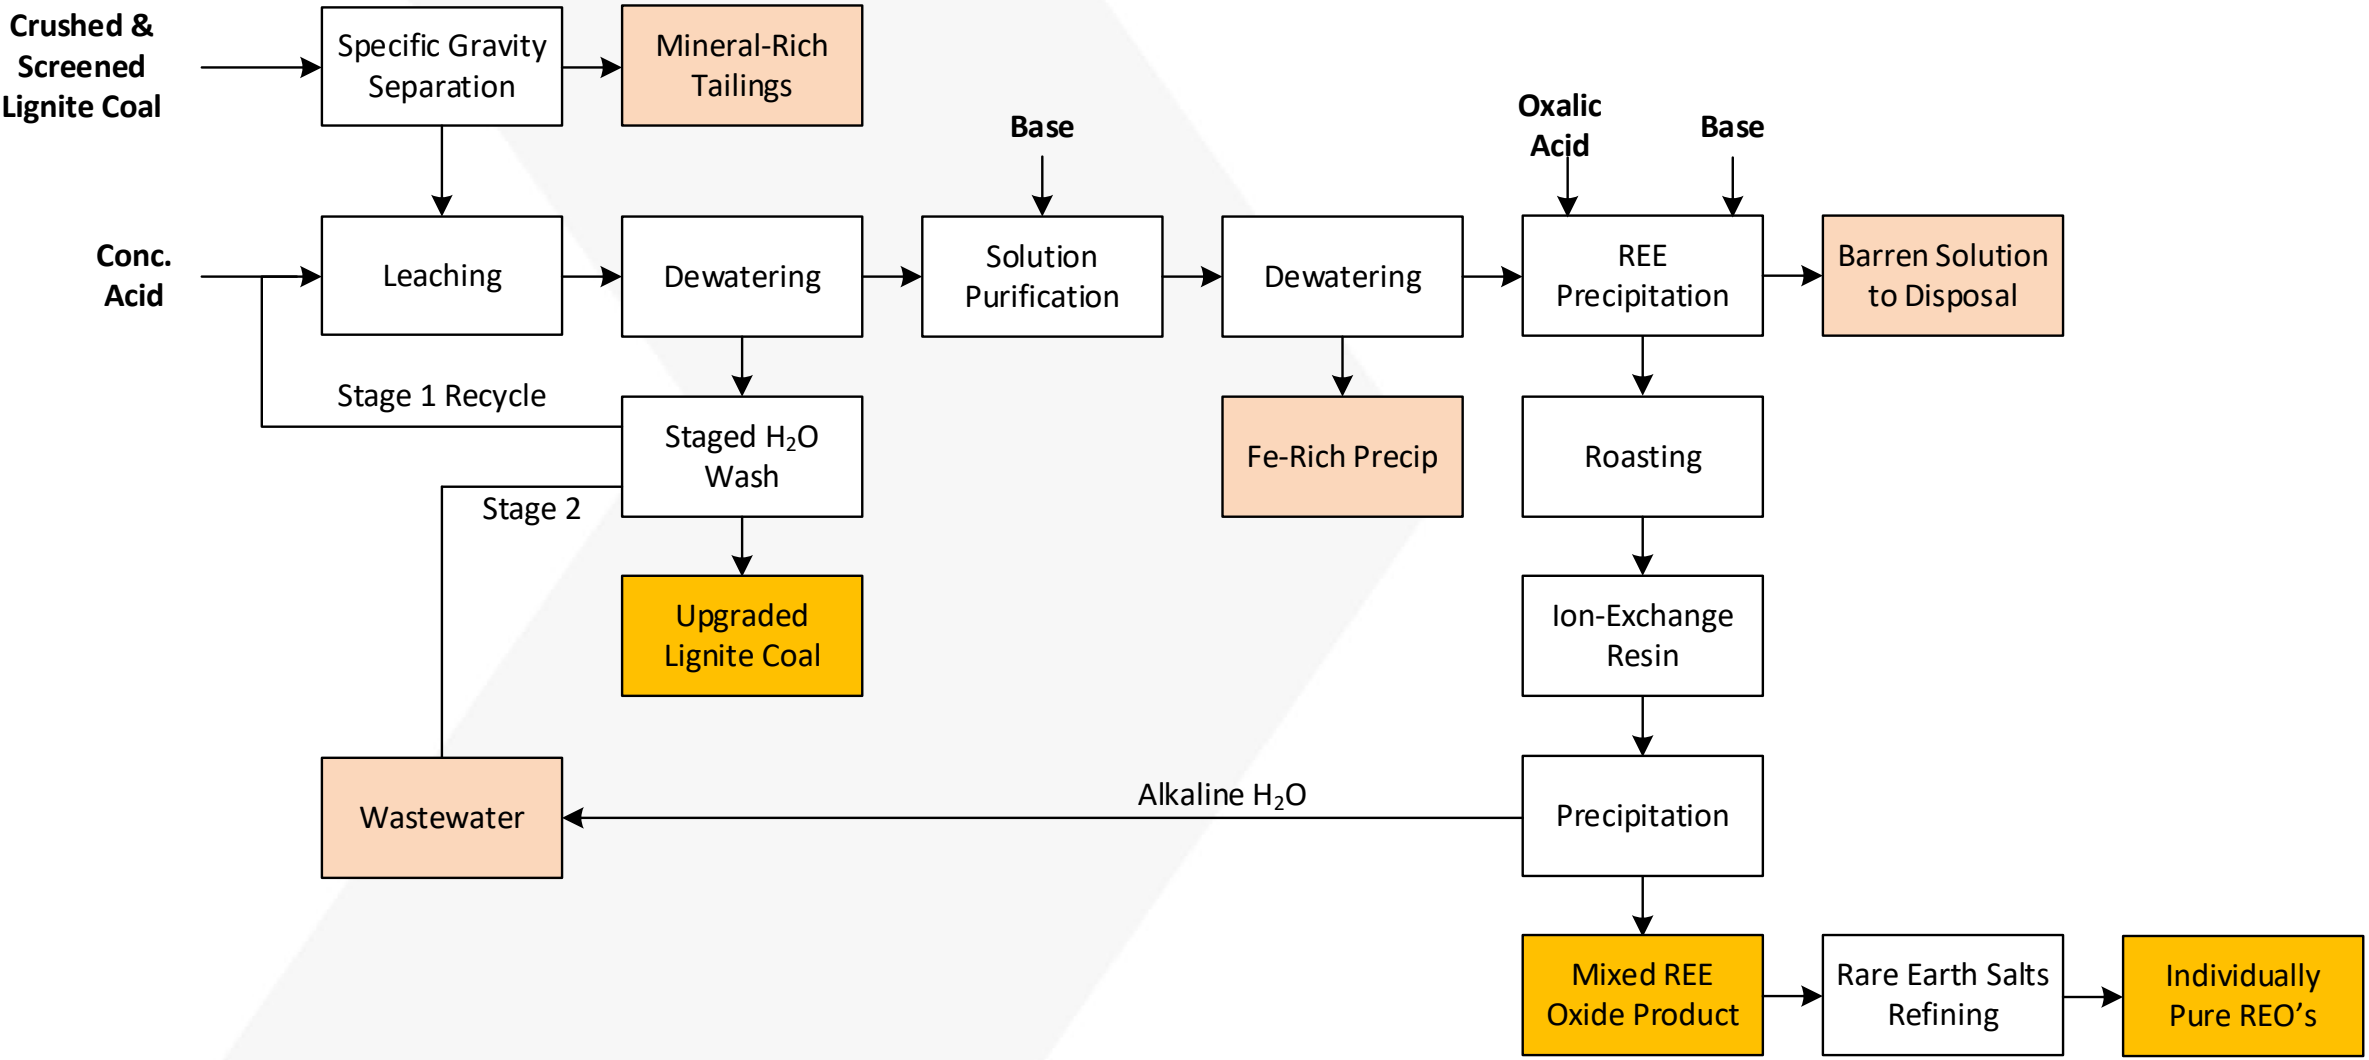 Crushed &
Screened
Lignite Coal
Specific Gravity
Separation
Mineral-Rich
Tailings
Base
Oxalic
Acid
Base
Conc.
Acid
Leaching
Dewatering
Solution
Purification
Dewatering
REE
Precipitation
Barren Solution
to Disposal
Stage 1 Recycle
Staged H₂O
Wash
Stage 2
Fe-Rich Precip
Roasting
Upgraded
Lignite Coal
Ion-Exchange
Resin
Wastewater
Alkaline H₂O
Precipitation
Mixed REE
Oxide Product
Rare Earth Salts
Refining
Individually
Pure REO’s